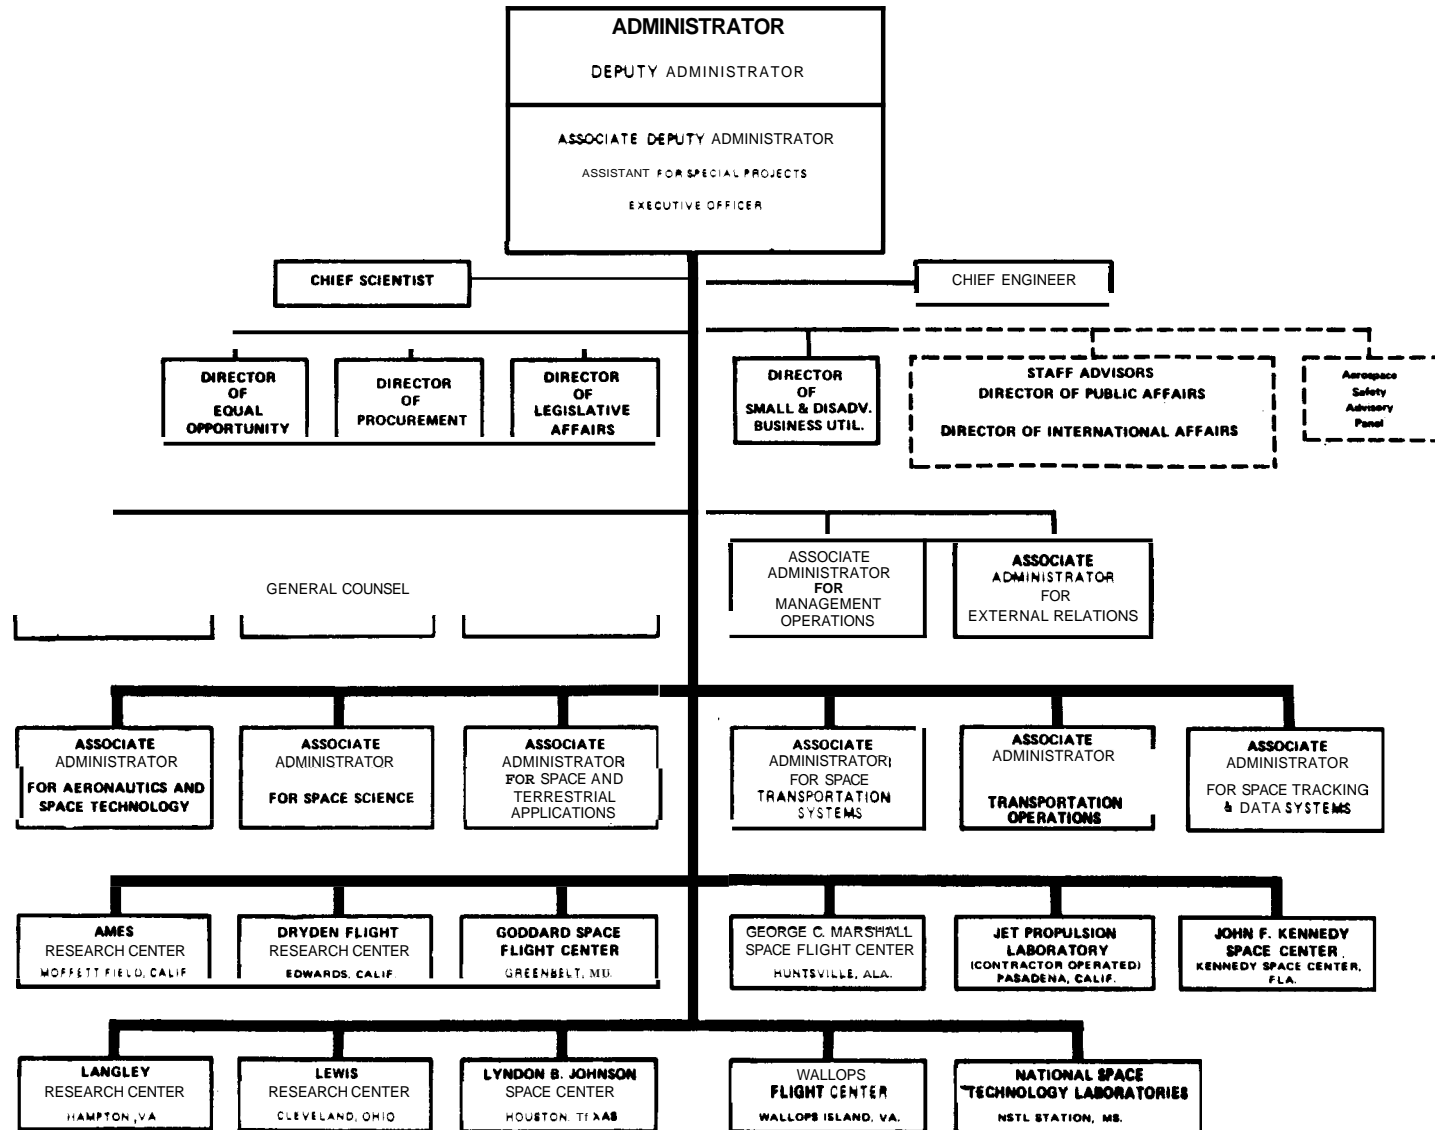 ADMINISTRATOR
DEPUTY ADMINISTRATOR
ASSOCIATE DEPUTY ADMINISTRATOR
ASSISTANT FOR SPECIAL PROJECTS
EXECUTIVE OFFICER
CHIEF SCIENTIST
CHIEF ENGINEER
DIRECTOR
OF
EQUAL
OPPORTUNITY
DIRECTOR
OF
PROCUREMENT
DIRECTOR
OF
LEGISLATIVE
AFFAIRS
DIRECTOR
OF
SMALL & DISADV.
BUSINESS UTIL.
STAFF ADVISORS
DIRECTOR OF PUBLIC AFFAIRS
DIRECTOR OF INTERNATIONAL AFFAIRS
Aerospace
Safety
Advisory
Panel
GENERAL COUNSEL
ASSOCIATE
ADMINISTRATOR
FOR
MANAGEMENT
OPERATIONS
ASSOCIATE
ADMINISTRATOR
FOR
EXTERNAL RELATIONS
ASSOCIATE
ADMINISTRATOR
FOR AERONAUTICS AND
SPACE TECHNOLOGY
ASSOCIATE
ADMINISTRATOR
FOR SPACE SCIENCE
ASSOCIATE
ADMINISTRATOR
FOR SPACE AND
TERRESTRIAL
APPLICATIONS
ASSOCIATE
ADMINISTRATOR
FOR SPACE
TRANSPORTATION
SYSTEMS
ASSOCIATE
ADMINISTRATOR
TRANSPORTATION
OPERATIONS
ASSOCIATE
ADMINISTRATOR
FOR SPACE TRACKING
& DATA SYSTEMS
AMES
RESEARCH CENTER
MOFFETT FIELD, CALIF
DRYDEN FLIGHT
RESEARCH CENTER
EDWARDS, CALIF.
GODDARD SPACE
FLIGHT CENTER
GREENBELT, MD.
GEORGE C. MARSHALL
SPACE FLIGHT CENTER
HUNTSVILLE, ALA.
JET PROPULSION
LABORATORY
(CONTRACTOR OPERATED)
PASADENA, CALIF.
JOHN F. KENNEDY
SPACE CENTER
KENNEDY SPACE CENTER,
FLA.
LANGLEY
RESEARCH CENTER
HAMPTON, VA
LEWIS
RESEARCH CENTER
CLEVELAND, OHIO
LYNDON B. JOHNSON
SPACE CENTER
HOUSTON, TEXAS
WALLOPS
FLIGHT CENTER
WALLOPS ISLAND, VA.
NATIONAL SPACE
TECHNOLOGY LABORATORIES
NSTL STATION, MS.